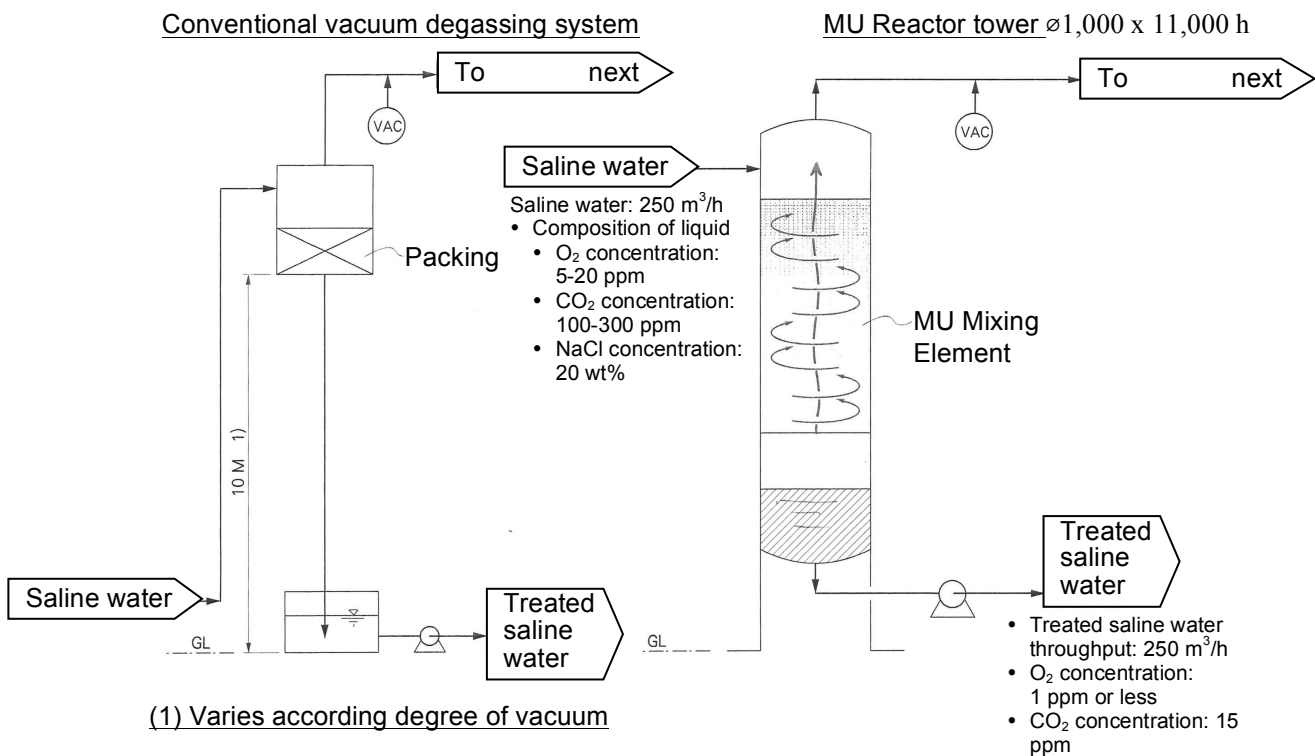 Conventional vacuum degassing system
To next
VAC
Packing
10 M 1)
Saline water
GL
Treated
saline
water
(1) Varies according degree of vacuum
MU Reactor tower ⌀1,000 x 11,000 h
To next
VAC
Saline water
Saline water: 250 m³/h
• Composition of liquid
• O₂ concentration:
5-20 ppm
• CO₂ concentration:
100-300 ppm
• NaCl concentration:
20 wt%
MU Mixing
Element
GL
Treated
saline
water
• Treated saline water
throughput: 250 m³/h
• O₂ concentration:
1 ppm or less
• CO₂ concentration: 15
ppm